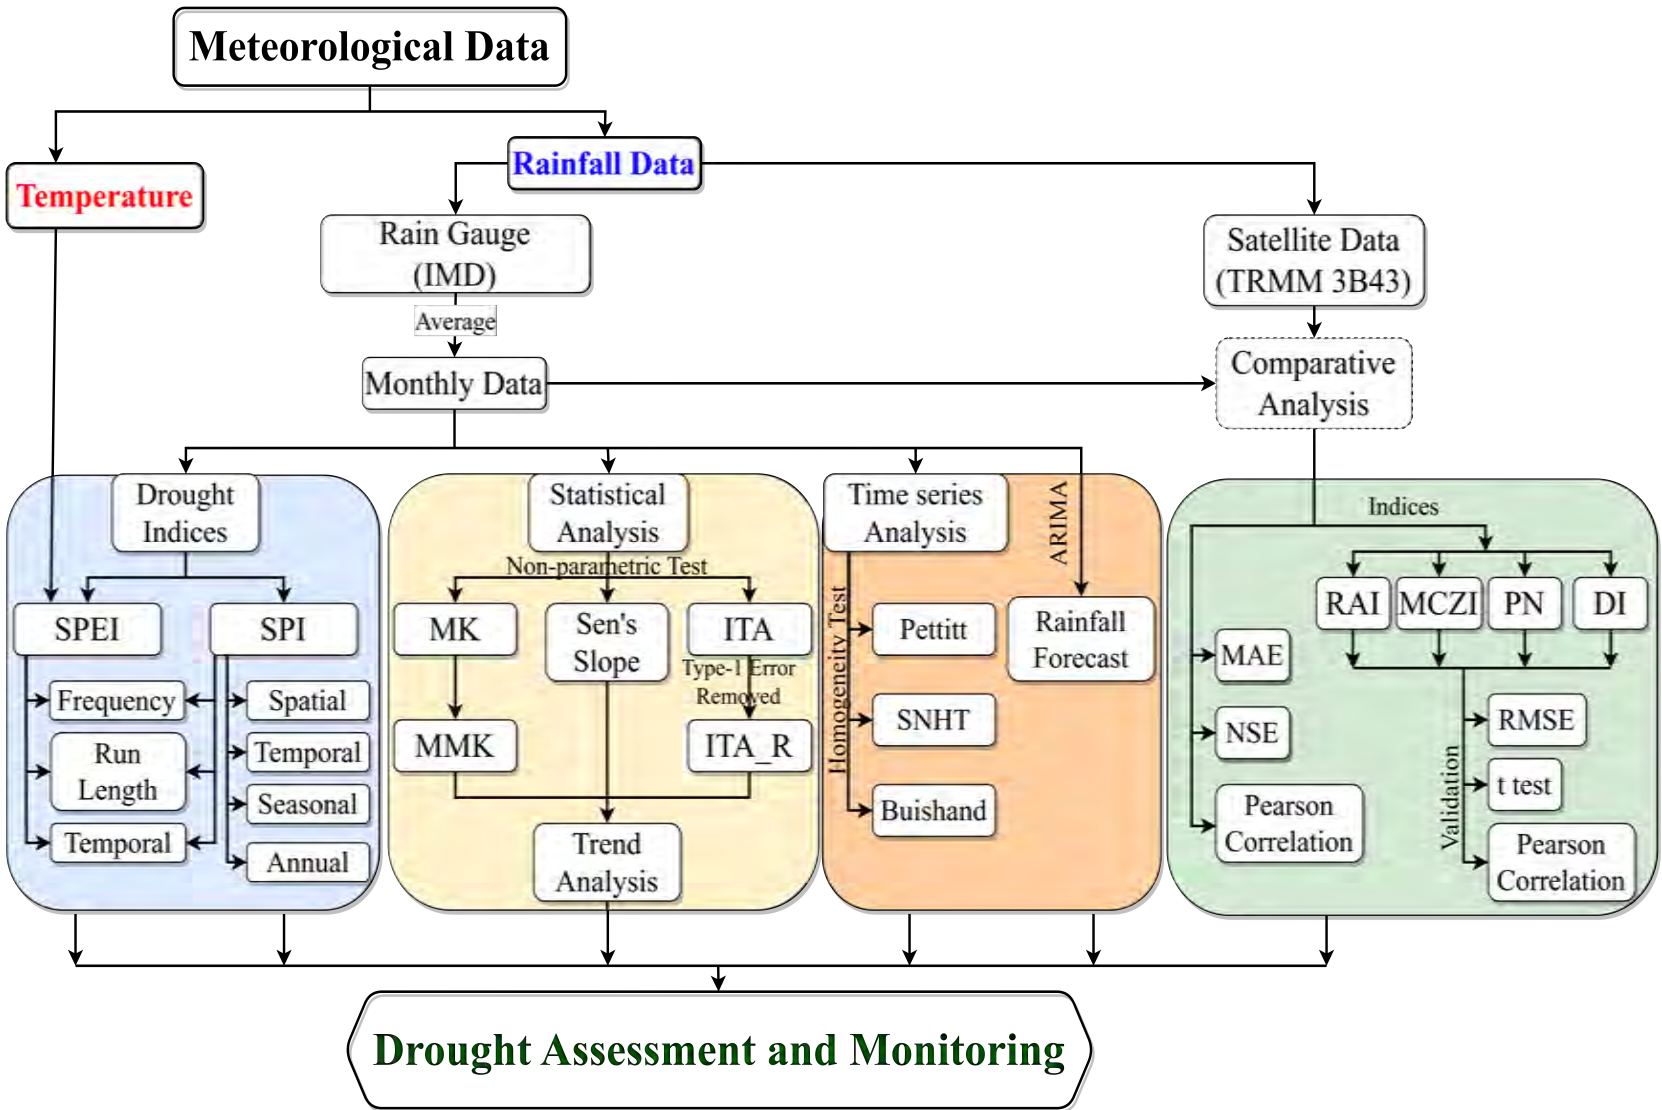 Meteorological Data
Temperature
Rainfall Data
Rain Gauge
(IMD)
Satellite Data
(TRMM 3B43)
Average
Monthly Data
Comparative
Analysis
Drought
Indices
SPEI
SPI
Frequency
Run
Length
Temporal
Spatial
Temporal
Seasonal
Annual
Statistical
Analysis
Non-parametric Test
MK
Sen's
Slope
ITA
Type-1 Error
Removed
MMK
ITA_R
Trend
Analysis
Time series
Analysis
ARIMA
Homogeneity Test
Pettitt
SNHT
Buishand
Rainfall
Forecast
Indices
RAI
MCZI
PN
DI
MAE
NSE
Pearson
Correlation
Validation
RMSE
t test
Pearson
Correlation
Drought Assessment and Monitoring